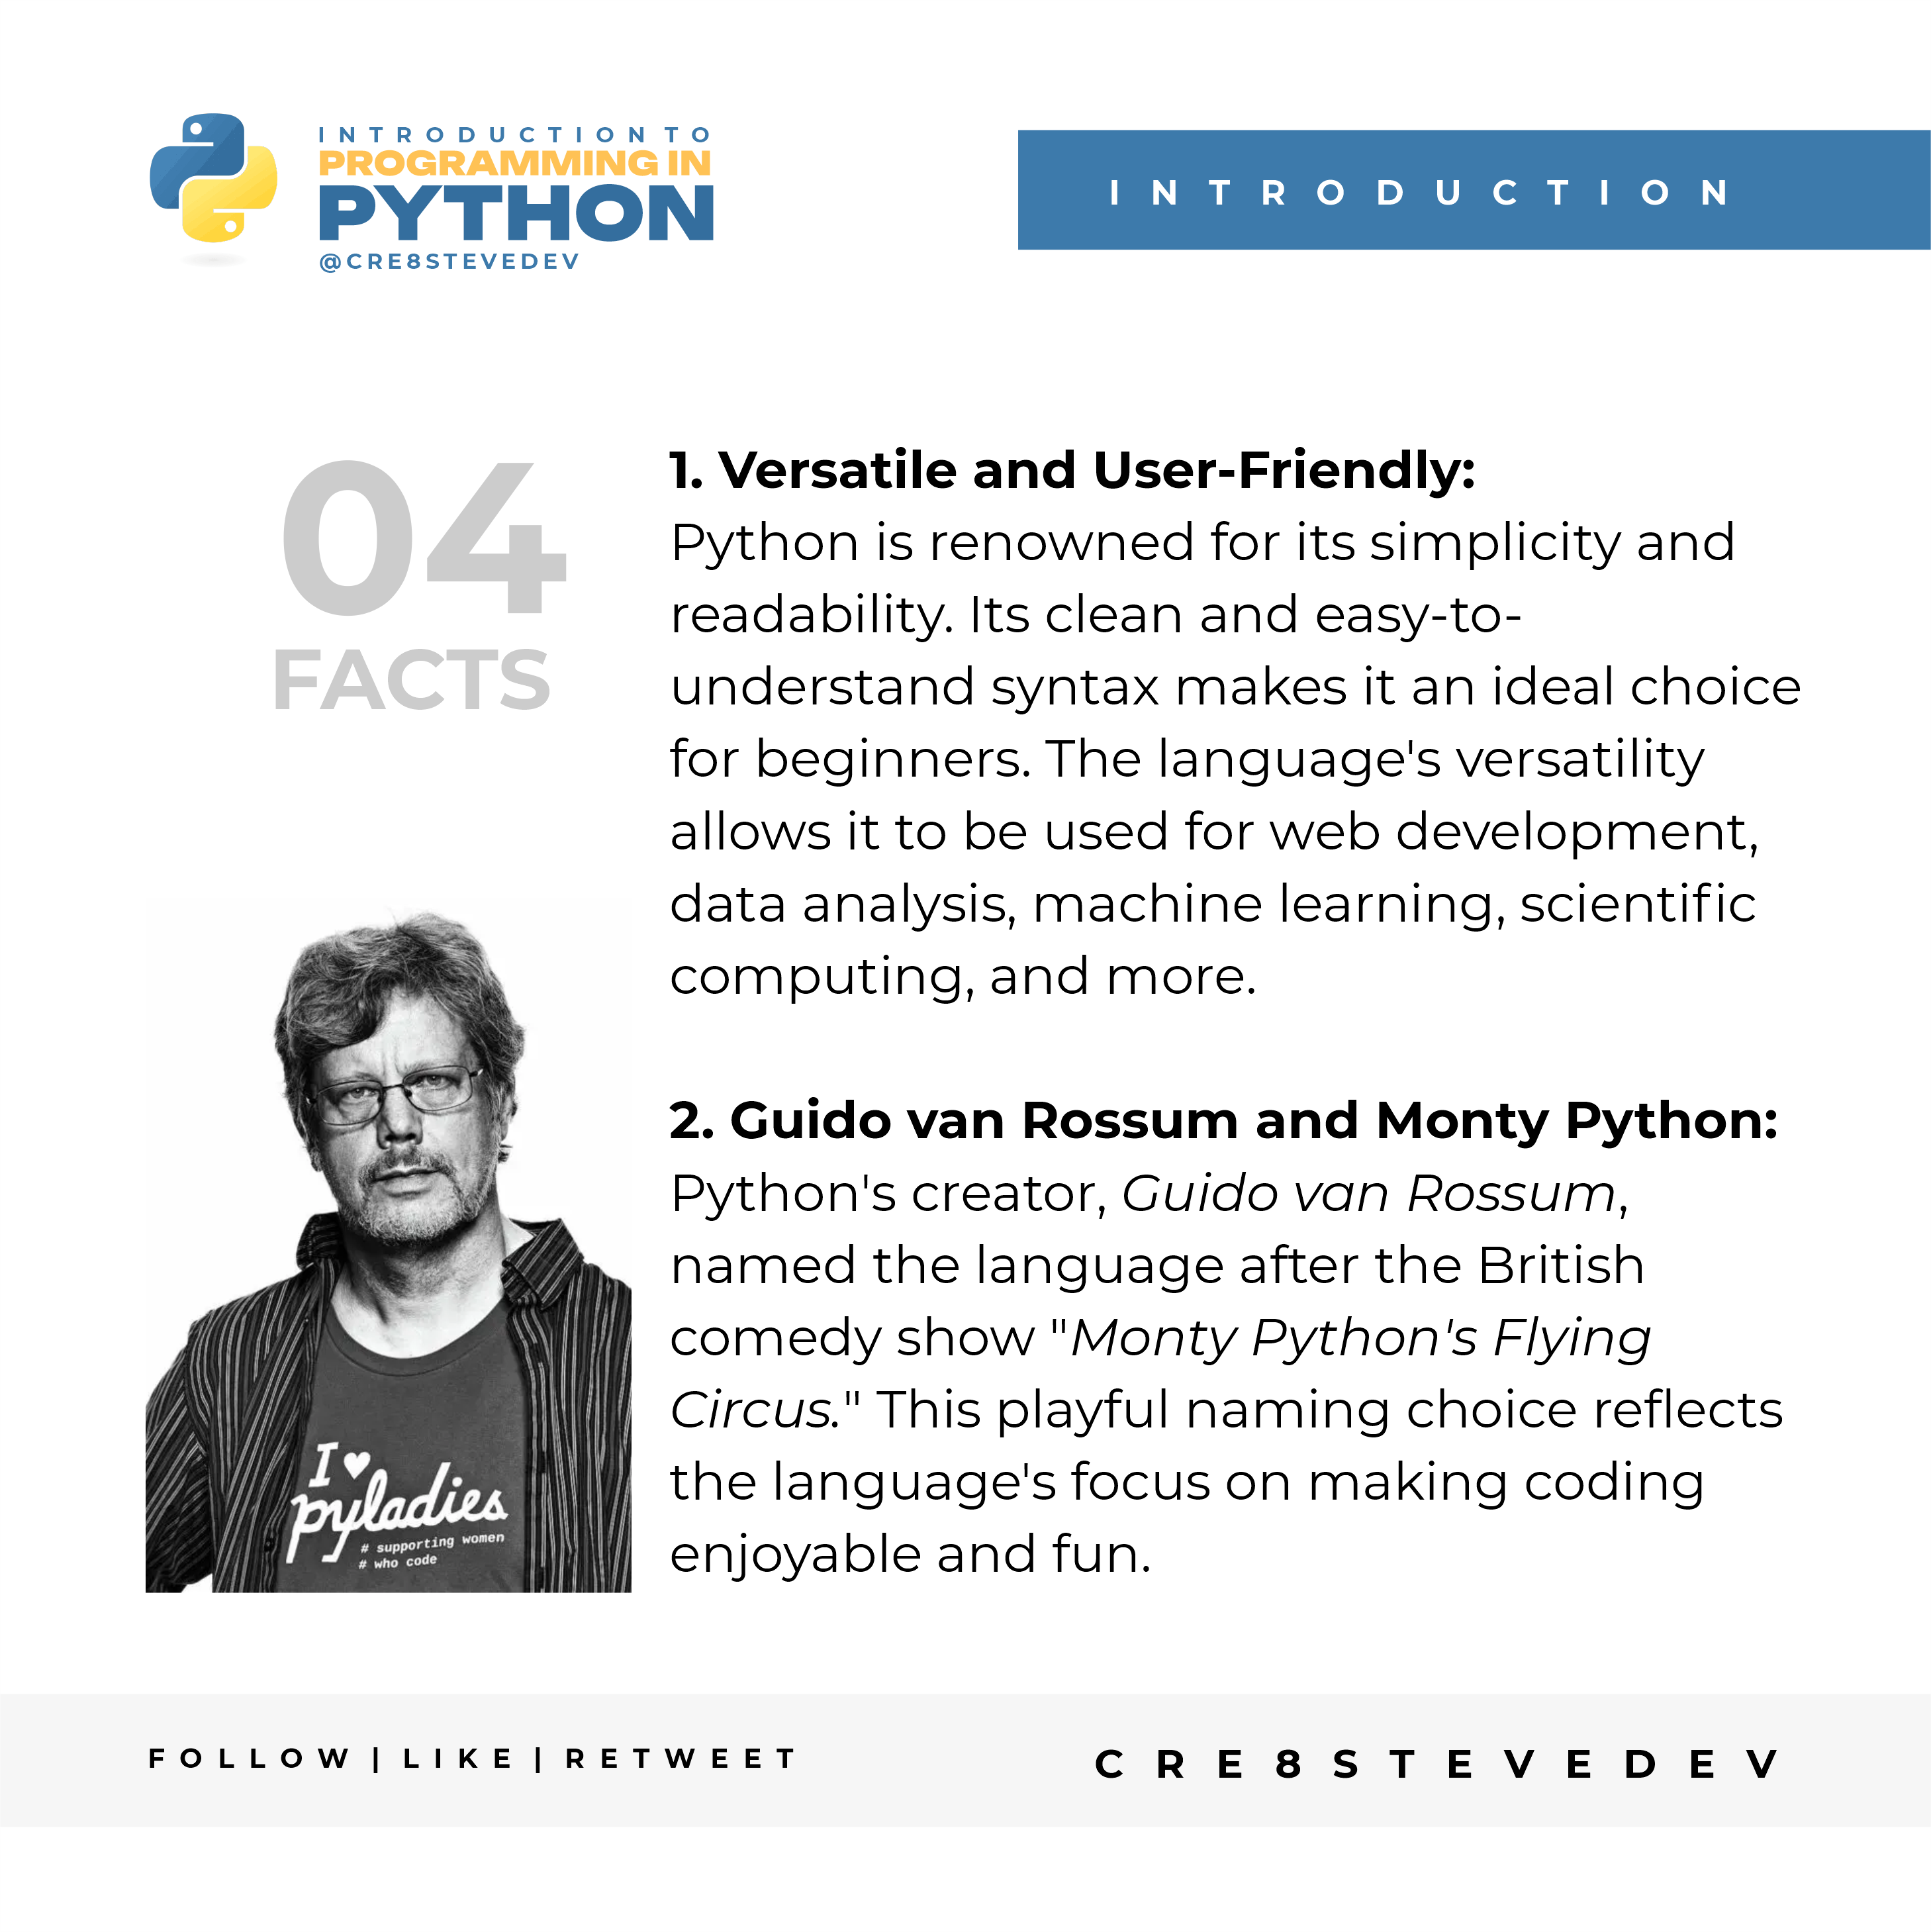 INTRODUCTION TO
PROGRAMMING IN
PYTHON
@CRE8STEVEDEV
INTRODUCTION
04
FACTS
1. Versatile and User-Friendly:
Python is renowned for its simplicity and
readability. Its clean and easy-to-
understand syntax makes it an ideal choice
for beginners. The language's versatility
allows it to be used for web development,
data analysis, machine learning, scientific
computing, and more.
2. Guido van Rossum and Monty Python:
Python's creator, Guido van Rossum,
named the language after the British
comedy show "Monty Python's Flying
Circus." This playful naming choice reflects
the language's focus on making coding
enjoyable and fun.
I ♥
pyladies
# supporting women
# who code
FOLLOW | LIKE | RETWEET
CRE8STEVEDEV